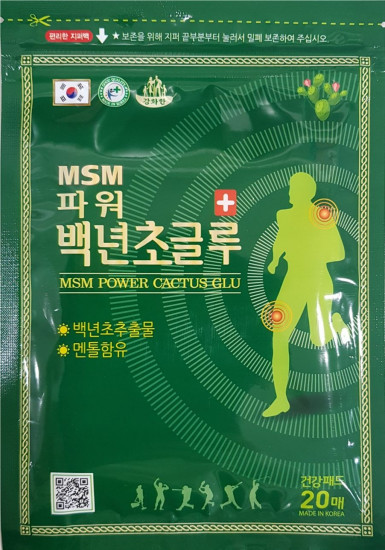 편리한 지퍼백
★ 보존을 위해 지퍼 끝부분부터 눌러서 밀폐 보존하여 주십시오.
강화한
MSM
파워
백년초글루
MSM POWER CACTUS GLU
백년초추출물
멘톨함유
건강패드
20매
MADE IN KOREA